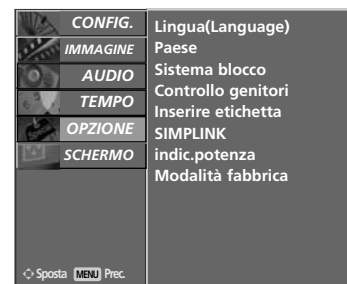 CONFIG.
IMMAGINE
AUDIO
TEMPO
OPZIONE
SCHERMO
Lingua(Language)
Paese
Sistema blocco
Controllo genitori
Inserire etichetta
SIMPLINK
indic.potenza
Modalità fabbrica
Sposta MENU Prec.